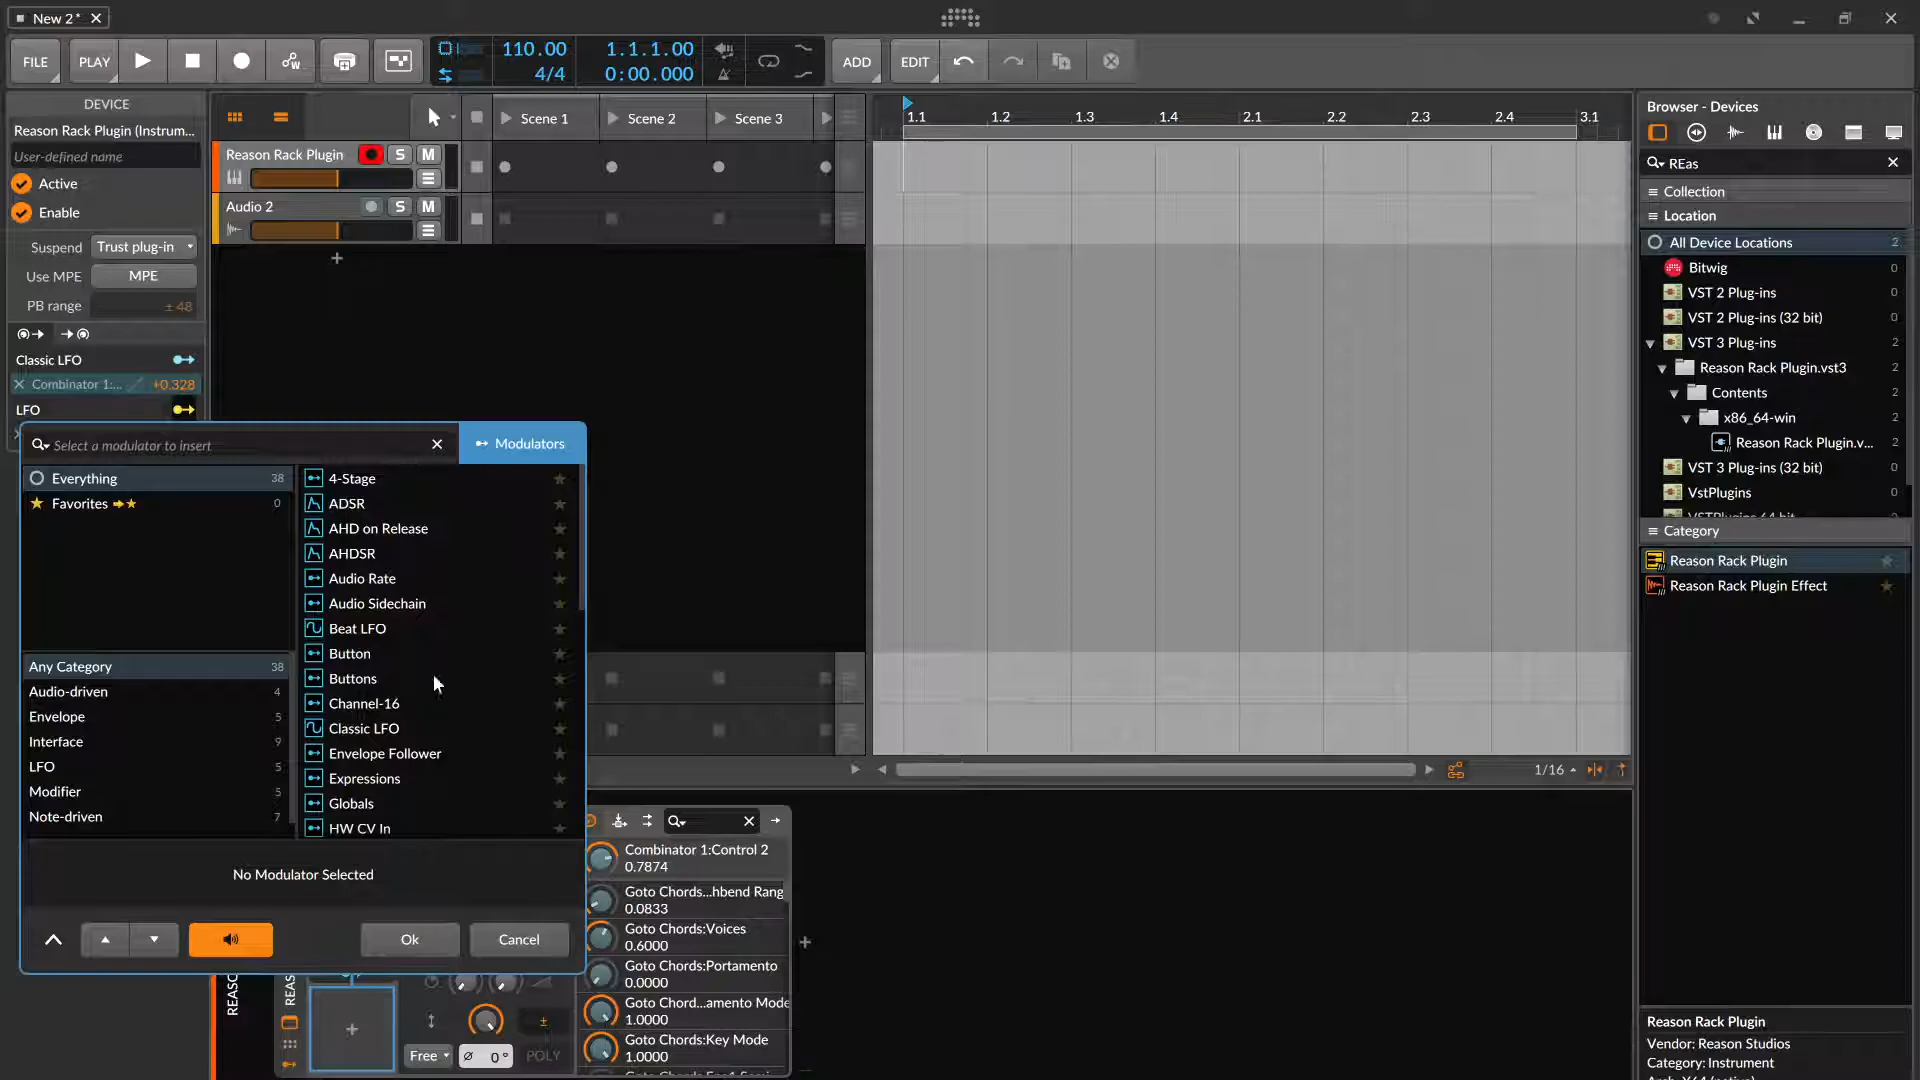 New 2*
FILE
PLAY
110.00
4/4
1.1.1.00
0:00.000
ADD
EDIT
DEVICE
Reason Rack Plugin (Instrum...
User-defined name
Active
Enable
Suspend
Trust plug-in
Use MPE
MPE
PB range
± 48
Classic LFO
Combinator 1:...
+0.328
LFO
Scene 1
Scene 2
Scene 3
Reason Rack Plugin
S
M
Audio 2
S
M
1.1
1.2
1.3
1.4
2.1
2.2
2.3
2.4
3.1
1/16
Select a modulator to insert
Modulators
Everything
38
Favorites
0
Any Category
38
Audio-driven
4
Envelope
5
Interface
9
LFO
5
Modifier
5
Note-driven
7
4-Stage
ADSR
AHD on Release
AHDSR
Audio Rate
Audio Sidechain
Beat LFO
Button
Buttons
Channel-16
Classic LFO
Envelope Follower
Expressions
Globals
HW CV In
No Modulator Selected
Ok
Cancel
Free
0 °
POLY
Combinator 1:Control 2
0.7874
Goto Chords...hbend Rang
0.0833
Goto Chords:Voices
0.6000
Goto Chords:Portamento
0.0000
Goto Chord...amento Mode
1.0000
Goto Chords:Key Mode
1.0000
Browser - Devices
REas
Collection
Location
All Device Locations
2
Bitwig
0
VST 2 Plug-ins
0
VST 2 Plug-ins (32 bit)
0
VST 3 Plug-ins
2
Reason Rack Plugin.vst3
2
Contents
2
x86_64-win
2
Reason Rack Plugin.v...
2
VST 3 Plug-ins (32 bit)
0
VstPlugins
0
Category
Reason Rack Plugin
Reason Rack Plugin Effect
Reason Rack Plugin
Vendor: Reason Studios
Category: Instrument